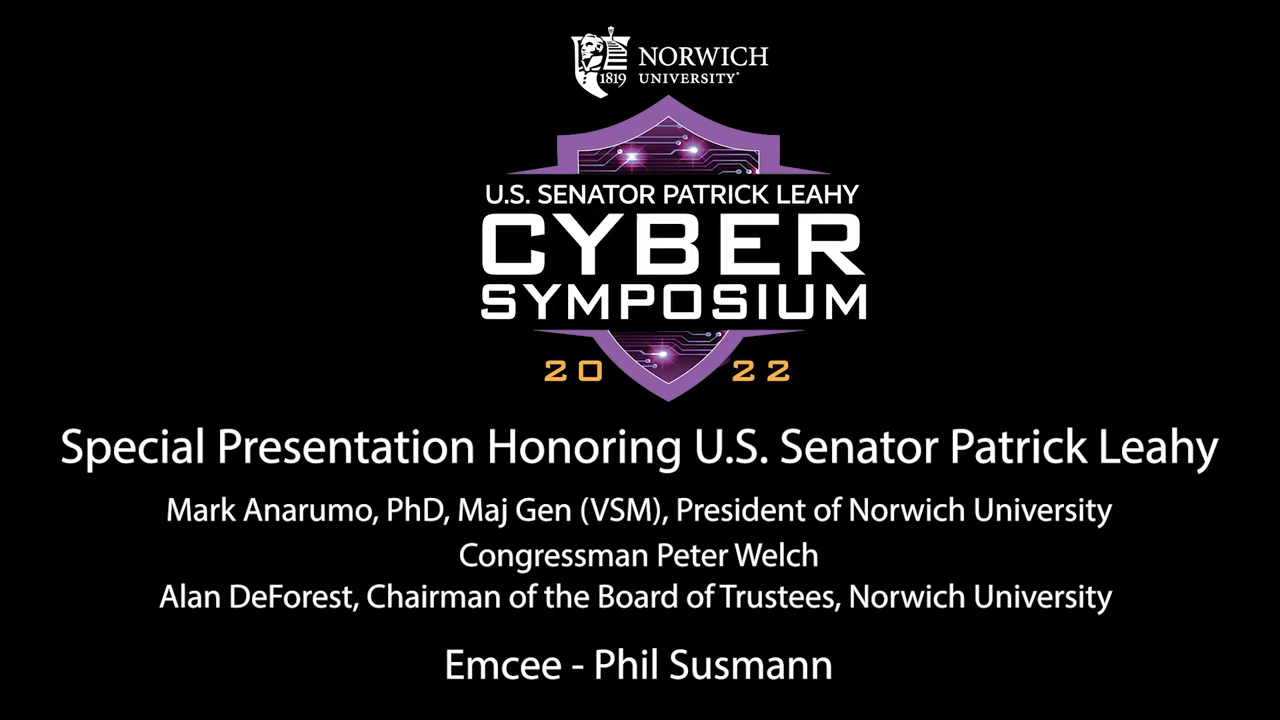 1819
NORWICH
UNIVERSITY®
U.S. SENATOR PATRICK LEAHY
CYBER
SYMPOSIUM
2022
Special Presentation Honoring U.S. Senator Patrick Leahy
Mark Anarumo, PhD, Maj Gen (VSM), President of Norwich University
Congressman Peter Welch
Alan DeForest, Chairman of the Board of Trustees, Norwich University
Emcee - Phil Susmann